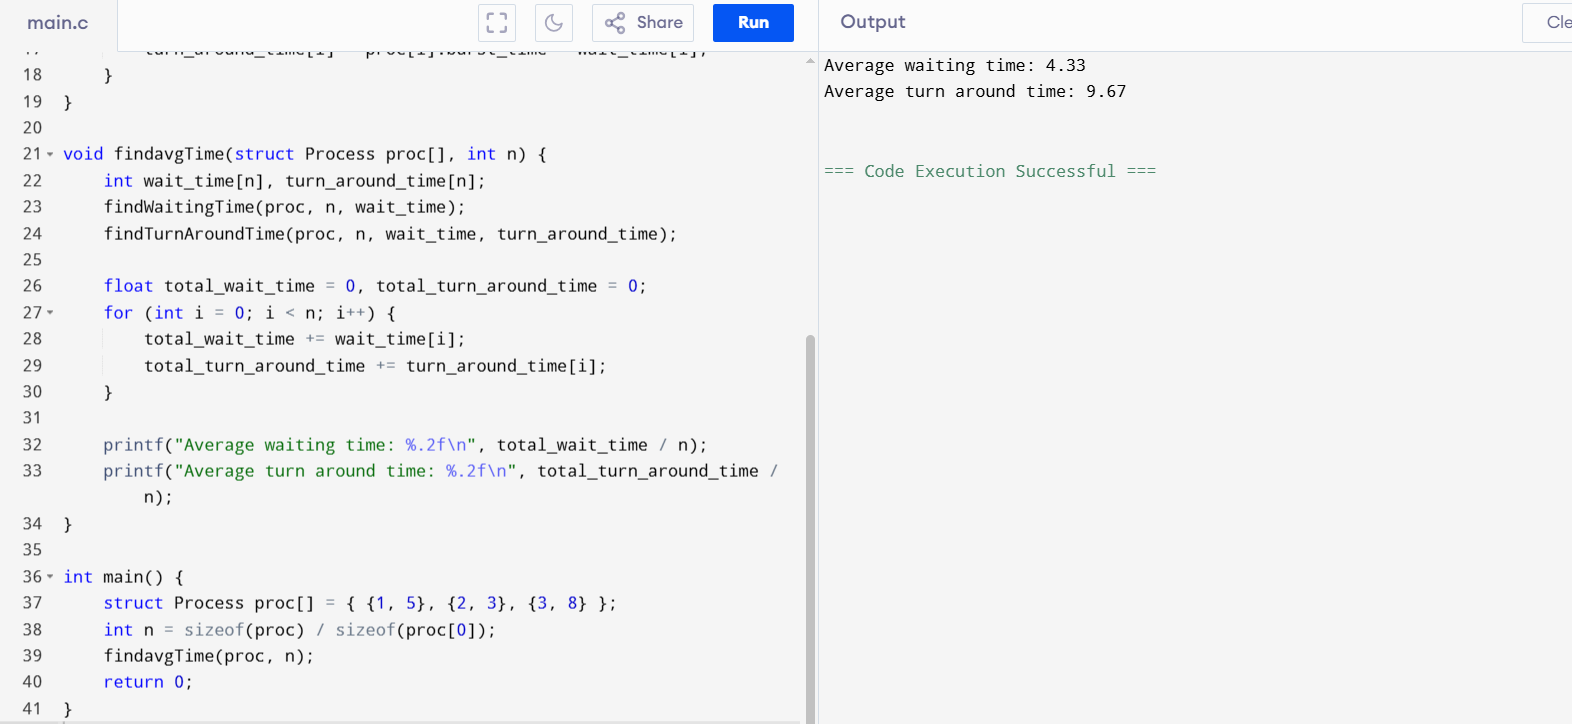 main.c
Share
Run
Output
18 }
19 }
20
21 void findavgTime(struct Process proc[], int n) {
22 int wait_time[n], turn_around_time[n];
23 findWaitingTime(proc, n, wait_time);
24 findTurnAroundTime(proc, n, wait_time, turn_around_time);
25
26 float total_wait_time = 0, total_turn_around_time = 0;
27 for (int i = 0; i < n; i++) {
28 total_wait_time += wait_time[i];
29 total_turn_around_time += turn_around_time[i];
30 }
31
32 printf("Average waiting time: %.2f\n", total_wait_time / n);
33 printf("Average turn around time: %.2f\n", total_turn_around_time /
n);
34 }
35
36 int main() {
37 struct Process proc[] = { {1, 5}, {2, 3}, {3, 8} };
38 int n = sizeof(proc) / sizeof(proc[0]);
39 findavgTime(proc, n);
40 return 0;
41 }
Average waiting time: 4.33
Average turn around time: 9.67
=== Code Execution Successful ===